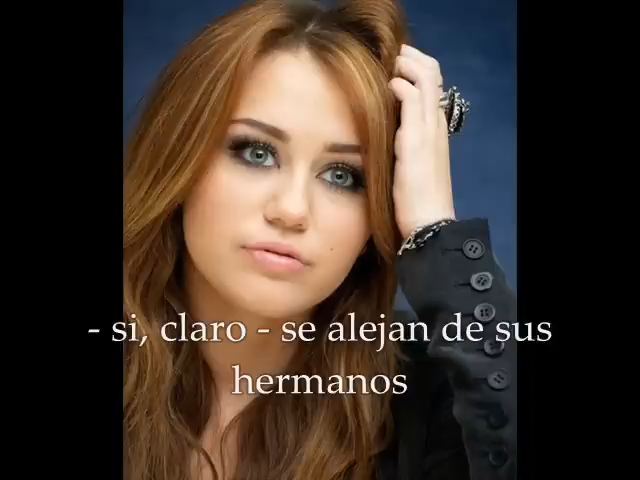 - si, claro - se alejan de sus
hermanos